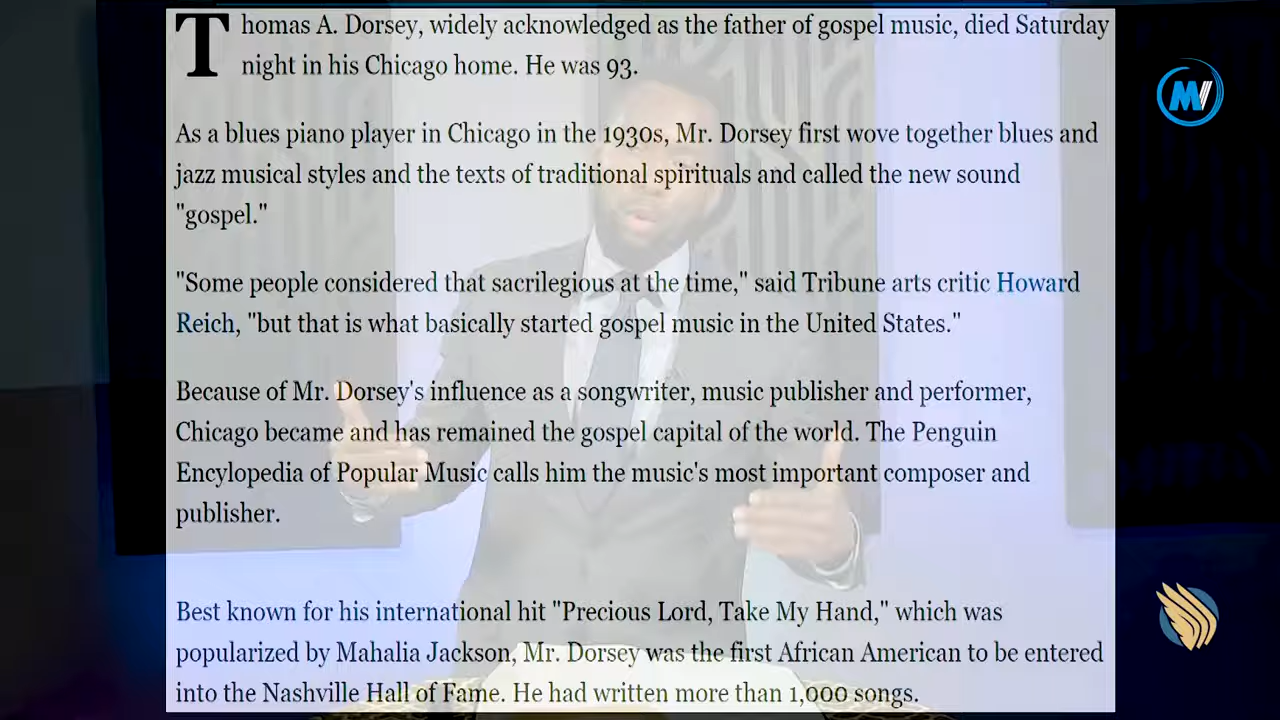 Thomas A. Dorsey, widely acknowledged as the father of gospel music, died Saturday
night in his Chicago home. He was 93.
As a blues piano player in Chicago in the 1930s, Mr. Dorsey first wove together blues and
jazz musical styles and the texts of traditional spirituals and called the new sound
"gospel."
"Some people considered that sacrilegious at the time," said Tribune arts critic Howard
Reich, "but that is what basically started gospel music in the United States."
Because of Mr. Dorsey's influence as a songwriter, music publisher and performer,
Chicago became and has remained the gospel capital of the world. The Penguin
Encylopedia of Popular Music calls him the music's most important composer and
publisher.
Best known for his international hit "Precious Lord, Take My Hand," which was
popularized by Mahalia Jackson, Mr. Dorsey was the first African American to be entered
into the Nashville Hall of Fame. He had written more than 1,000 songs.
MV